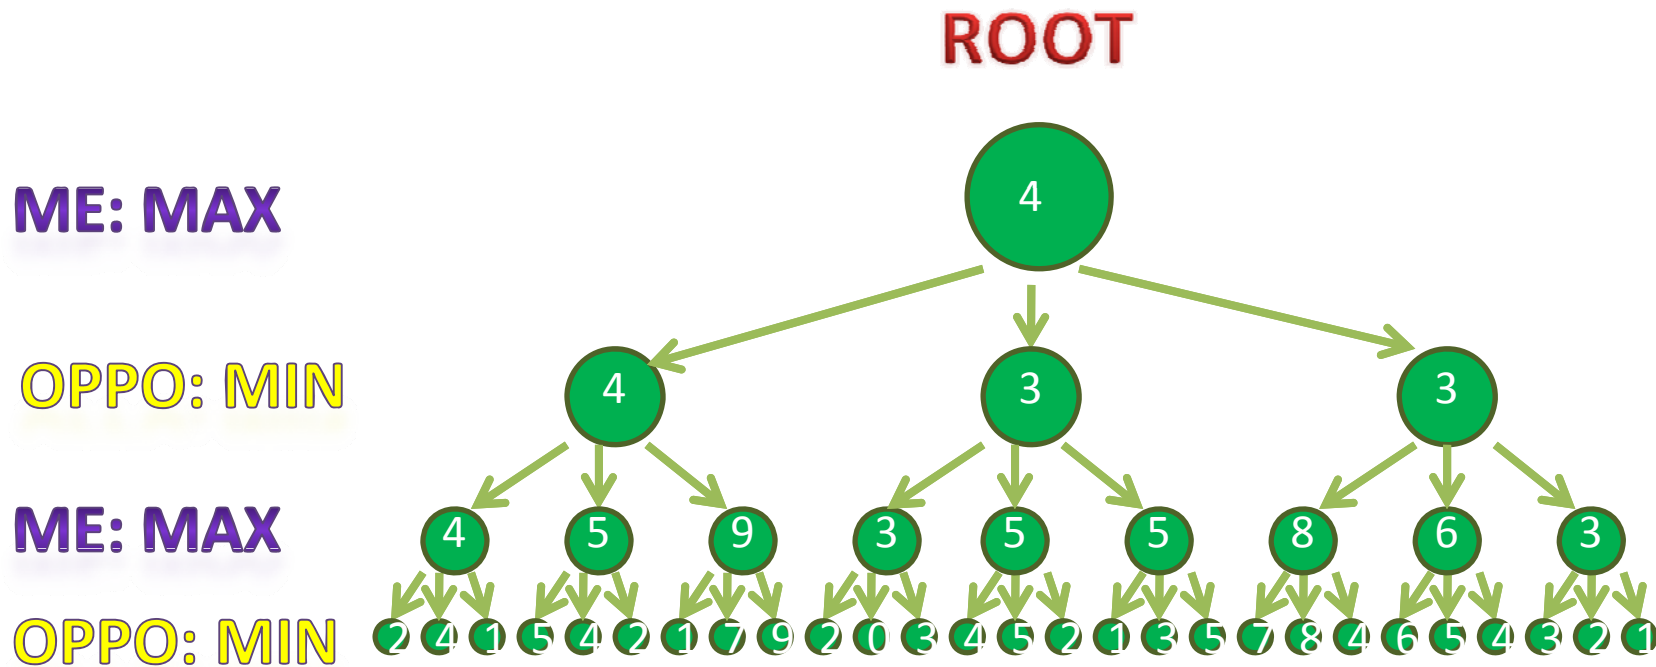 ROOT
ME: MAX 4
OPPO: MIN 4 3 3
ME: MAX 4 5 9 3 5 5 8 6 3
OPPO: MIN 2 4 1 5 4 2 1 7 9 2 0 3 4 5 2 1 3 5 7 8 4 6 5 4 3 2 1